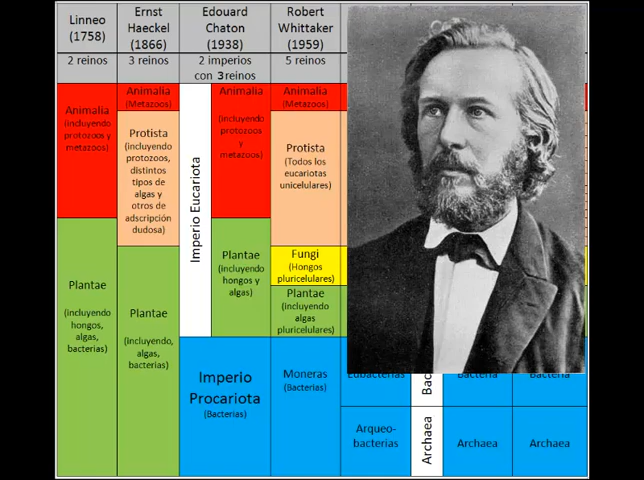 Linneo
(1758)
2 reinos
Animalia
(incluyendo
protozoos y
metazoos)
Plantae
(incluyendo
hongos,
algas,
bacterias)
Ernst
Haeckel
(1866)
3 reinos
Animalia
(Metazoos)
Protista
(incluyendo
protozoos,
distintos
tipos de
algas y
otros de
adscripción
dudosa)
Plantae
(incluyendo,
algas,
bacterias)
Edouard
Chaton
(1938)
2 imperios
con 3 reinos
Imperio Eucariota
Animalia
(incluyendo
protozoos
y
metazoos)
Plantae
(incluyendo
hongos y
algas)
Imperio
Procariota
(Bacterias)
Robert
Whittaker
(1959)
5 reinos
Animalia
(Metazoos)
Protista
(Todos los
eucariotas
unicelulares)
Fungi
(Hongos
pluricelulares)
Plantae
(incluyendo
algas
pluricelulares)
Moneras
(Bacterias)
Eubacterias
Arqueo-
bacterias
Bac
Archaea
Bacteria
Archaea
Bacteria
Archaea